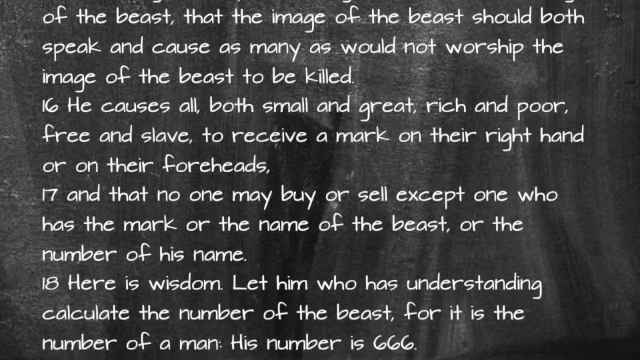 of the beast, that the image of the beast should both
speak and cause as many as would not worship the
image of the beast to be killed.
16 He causes all, both small and great, rich and poor,
free and slave, to receive a mark on their right hand
or on their foreheads,
17 and that no one may buy or sell except one who
has the mark or the name of the beast, or the
number of his name.
18 Here is wisdom. Let him who has understanding
calculate the number of the beast, for it is the
number of a man: His number is 666.